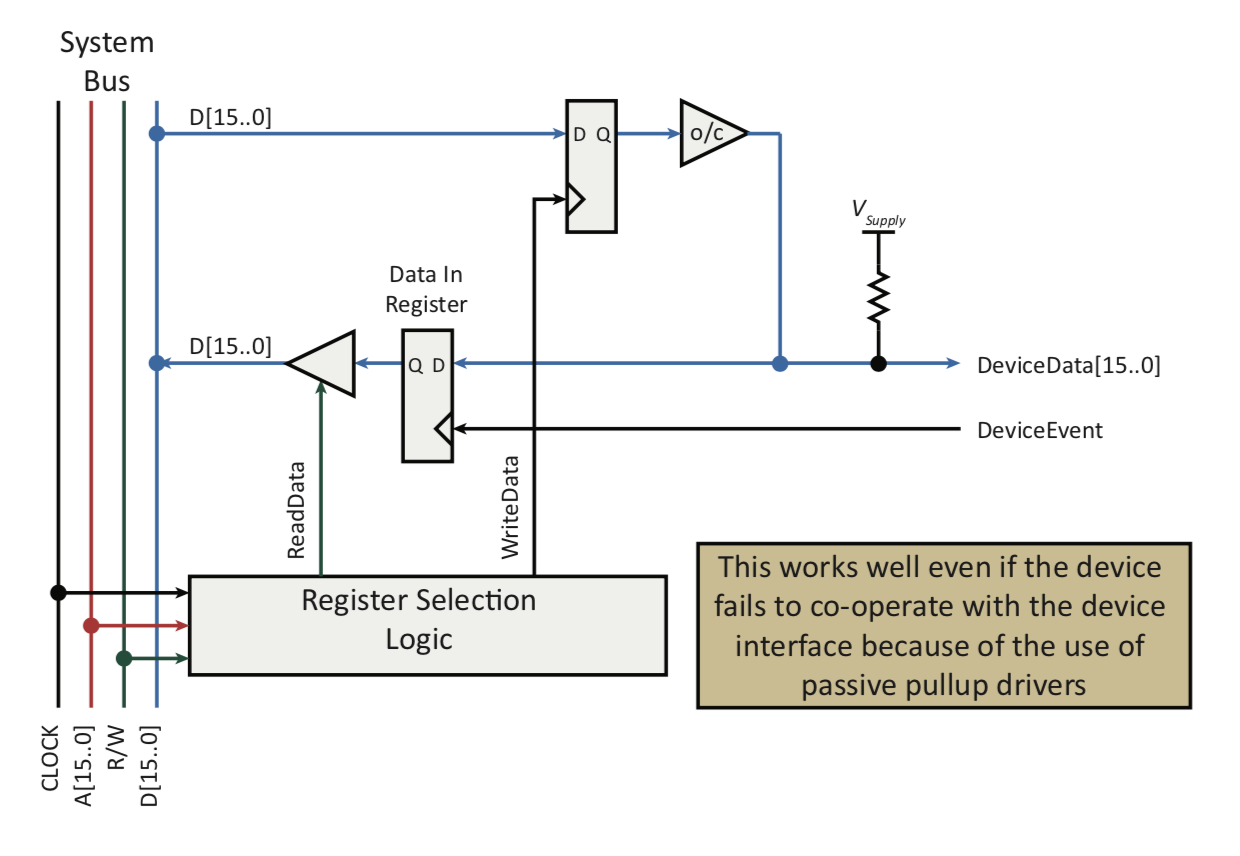 System
Bus
D[15..0]
D Q
o/c
V Supply
Data In
Register
D[15..0]
Q D
DeviceData[15..0]
DeviceEvent
ReadData
WriteData
Register Selection
Logic
This works well even if the device
fails to co-operate with the device
interface because of the use of
passive pullup drivers
CLOCK
A[15..0]
R/W
D[15..0]